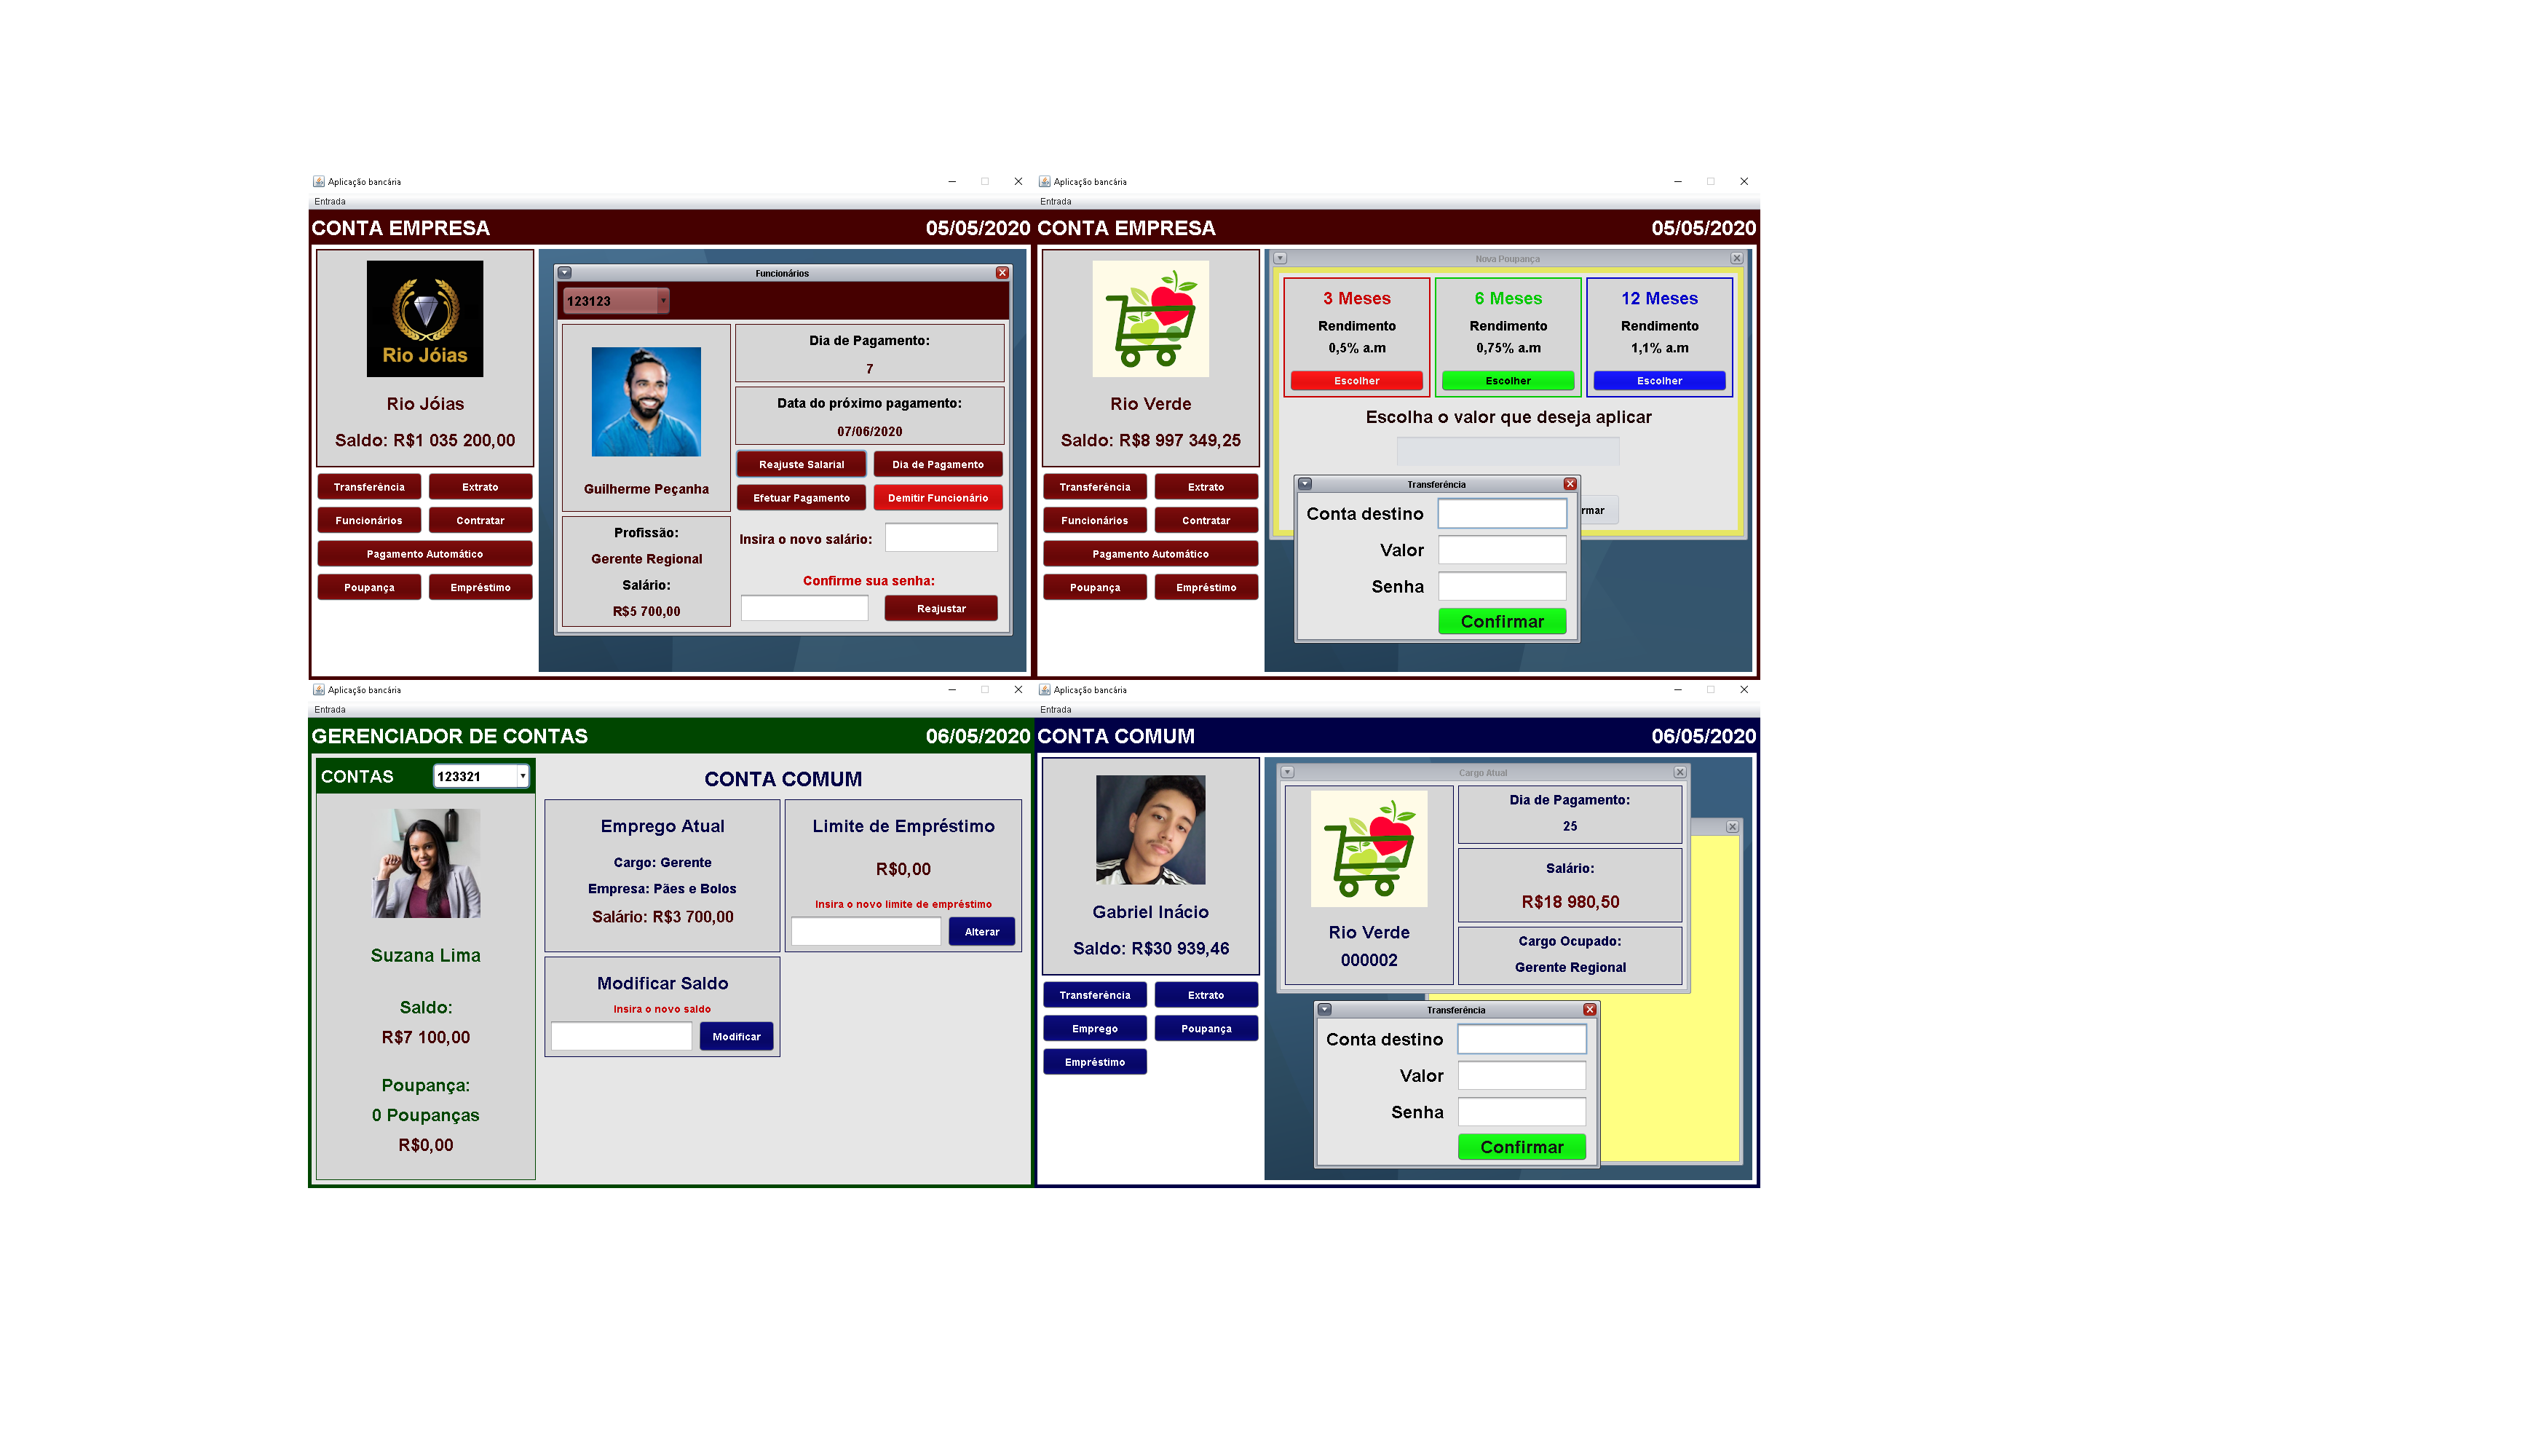 Aplicação bancária
Entrada
CONTA EMPRESA
05/05/2020
Rio Jóias
Rio Jóias
Saldo: R$1 035 200,00
Transferência
Extrato
Funcionários
Contratar
Pagamento Automático
Poupança
Empréstimo
Funcionários
123123
Guilherme Peçanha
Profissão:
Gerente Regional
Salário:
R$5 700,00
Dia de Pagamento:
7
Data do próximo pagamento:
07/06/2020
Reajuste Salarial
Dia de Pagamento
Efetuar Pagamento
Demitir Funcionário
Insira o novo salário:
Confirme sua senha:
Reajustar
Aplicação bancária
Entrada
CONTA EMPRESA
05/05/2020
Rio Verde
Saldo: R$8 997 349,25
Transferência
Extrato
Funcionários
Contratar
Pagamento Automático
Poupança
Empréstimo
Nova Poupança
3 Meses
Rendimento
0,5% a.m
Escolher
6 Meses
Rendimento
0,75% a.m
Escolher
12 Meses
Rendimento
1,1% a.m
Escolher
Escolha o valor que deseja aplicar
rmar
Transferência
Conta destino
Valor
Senha
Confirmar
Aplicação bancária
Entrada
GERENCIADOR DE CONTAS
06/05/2020
CONTAS
123321
Suzana Lima
Saldo:
R$7 100,00
Poupança:
0 Poupanças
R$0,00
CONTA COMUM
Emprego Atual
Cargo: Gerente
Empresa: Pães e Bolos
Salário: R$3 700,00
Limite de Empréstimo
R$0,00
Insira o novo limite de empréstimo
Alterar
Modificar Saldo
Insira o novo saldo
Modificar
Aplicação bancária
Entrada
CONTA COMUM
06/05/2020
Gabriel Inácio
Saldo: R$30 939,46
Transferência
Extrato
Emprego
Poupança
Empréstimo
Cargo Atual
Rio Verde
000002
Dia de Pagamento:
25
Salário:
R$18 980,50
Cargo Ocupado:
Gerente Regional
Transferência
Conta destino
Valor
Senha
Confirmar